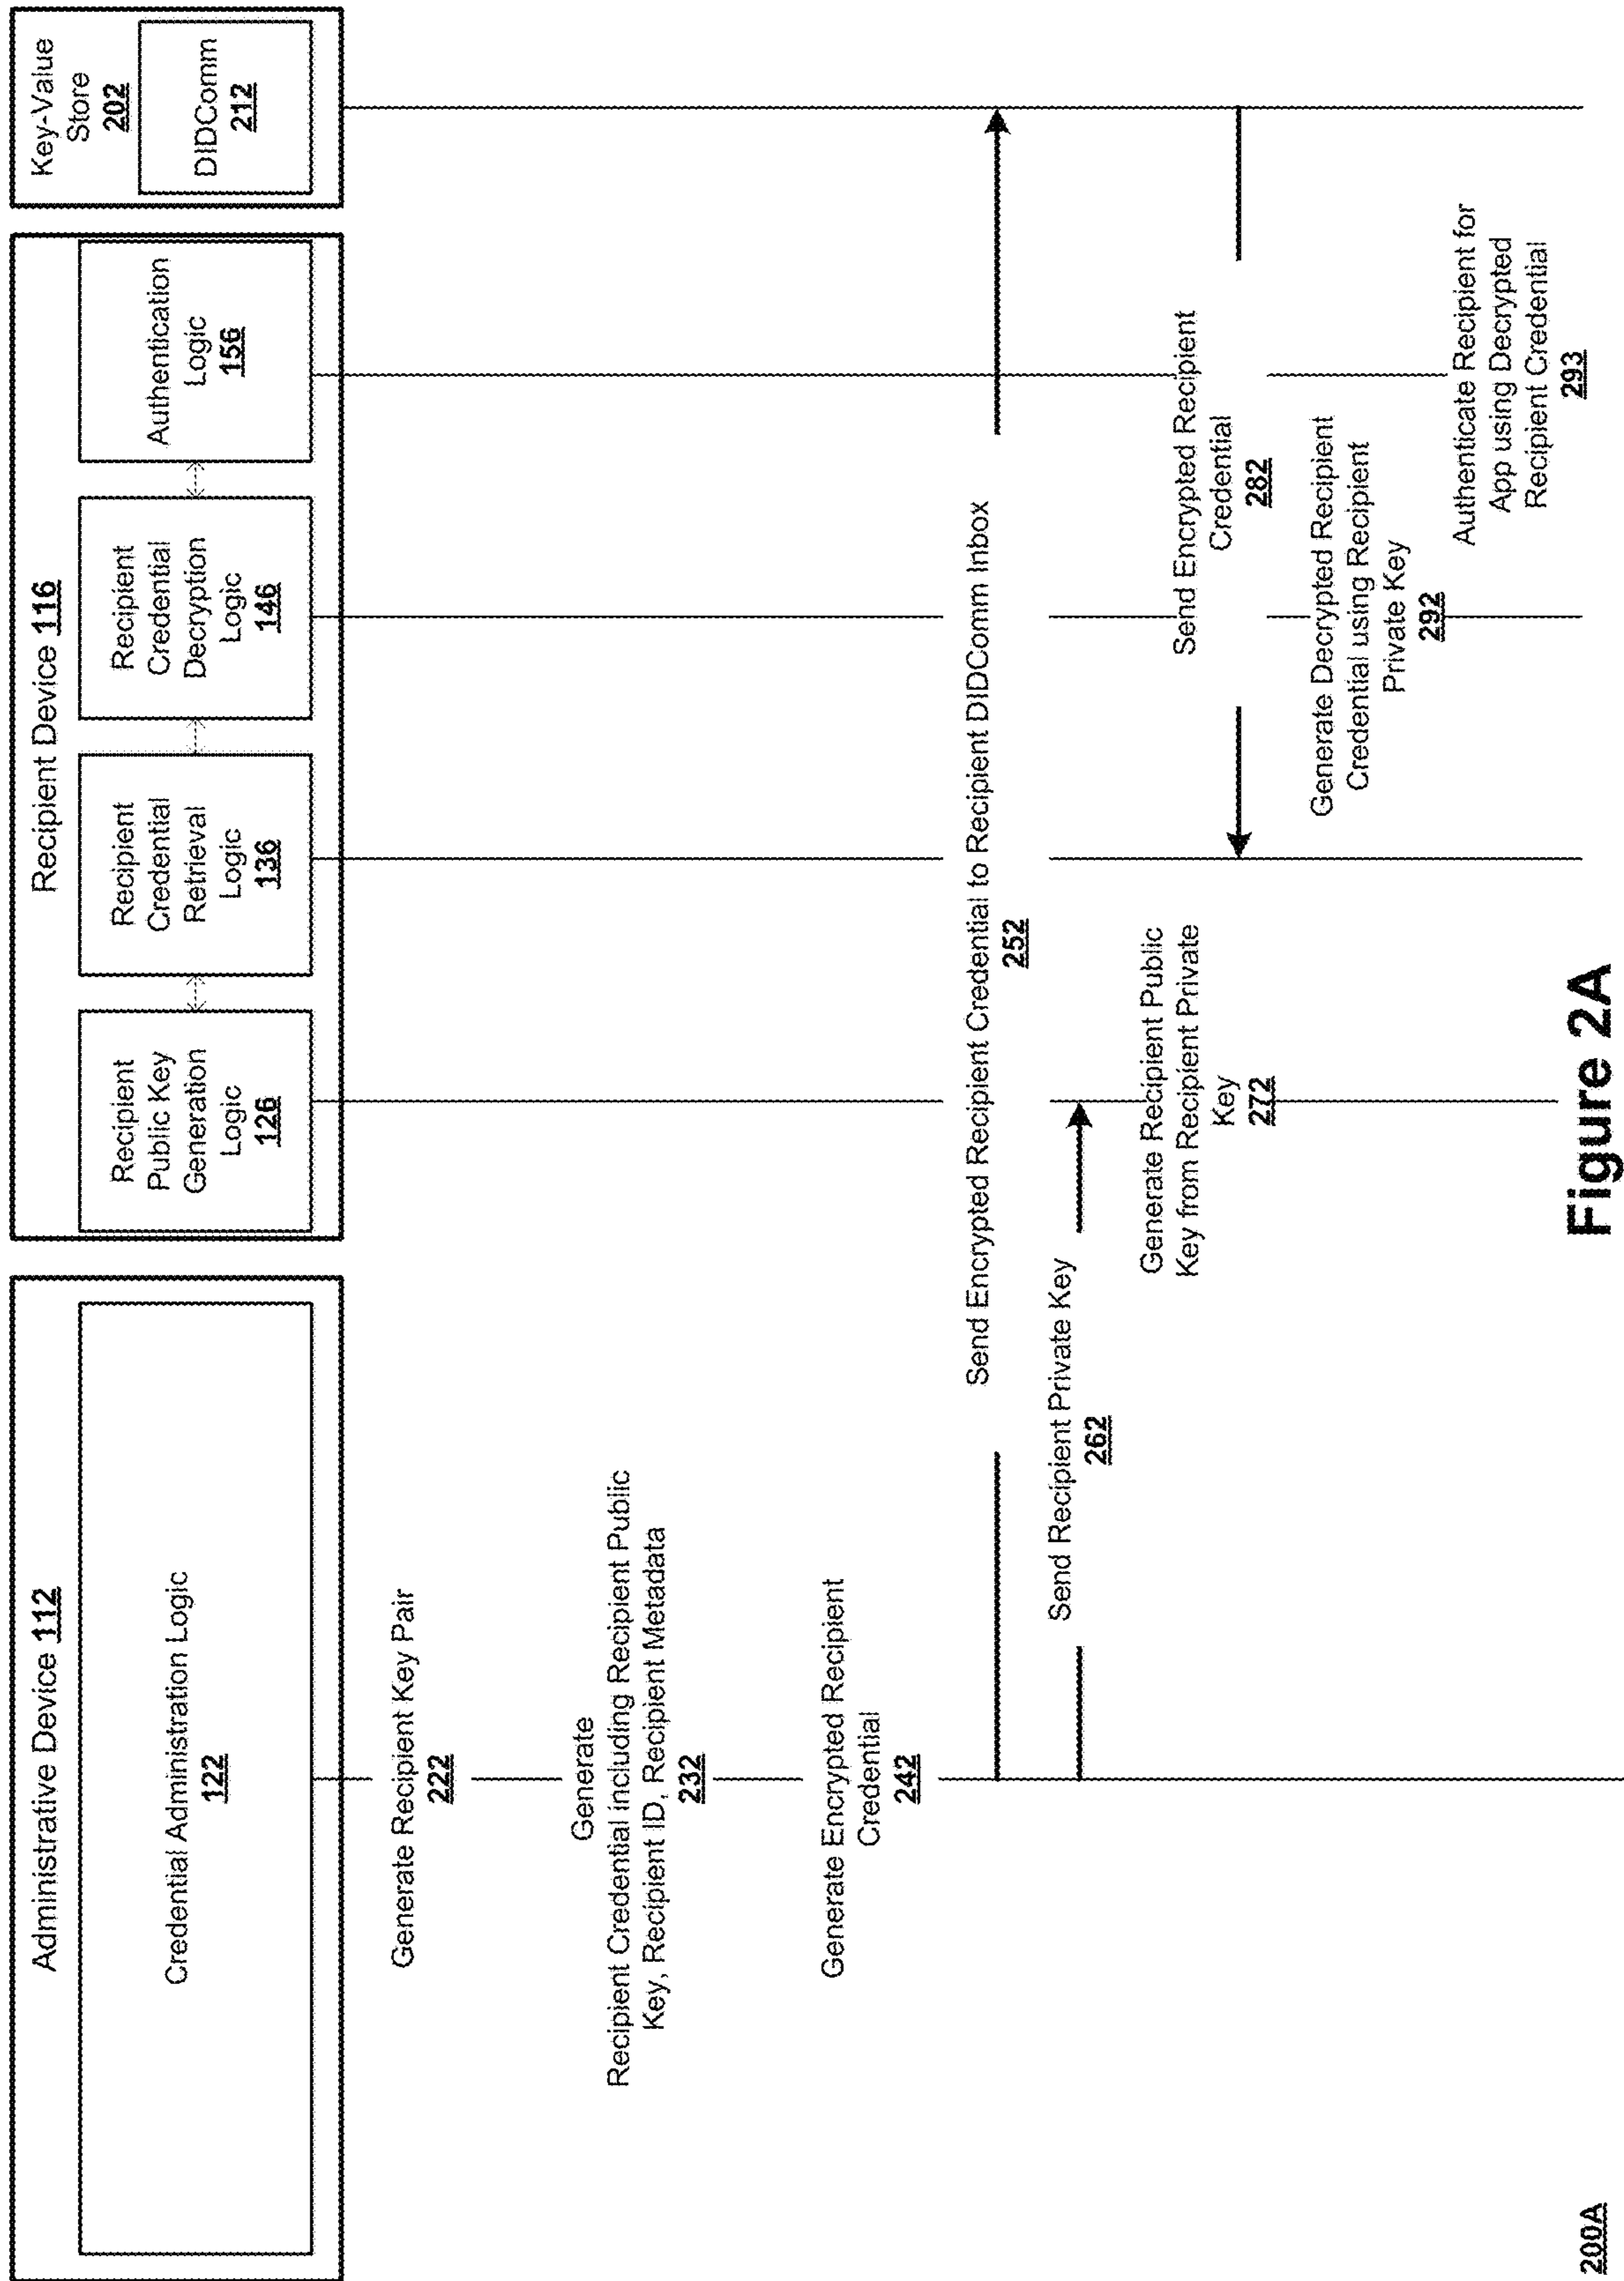 Administrative Device 112
Credential Administration Logic
122
Recipient Device 116
Recipient
Public Key
Generation
Logic
126
Recipient
Credential
Retrieval
Logic
136
Recipient
Credential
Decryption
Logic
146
Authentication
Logic
156
Key-Value
Store
202
DIDComm
212
Generate Recipient Key Pair
222
Generate
Recipient Credential including Recipient Public
Key, Recipient ID, Recipient Metadata
232
Generate Encrypted Recipient
Credential
242
Send Encrypted Recipient Credential to Recipient DIDComm Inbox
252
Send Recipient Private Key
262
Generate Recipient Public
Key from Recipient Private
Key
272
Send Encrypted Recipient
Credential
282
Generate Decrypted Recipient
Credential using Recipient
Private Key
292
Authenticate Recipient for
App using Decrypted
Recipient Credential
293
200A
Figure 2A